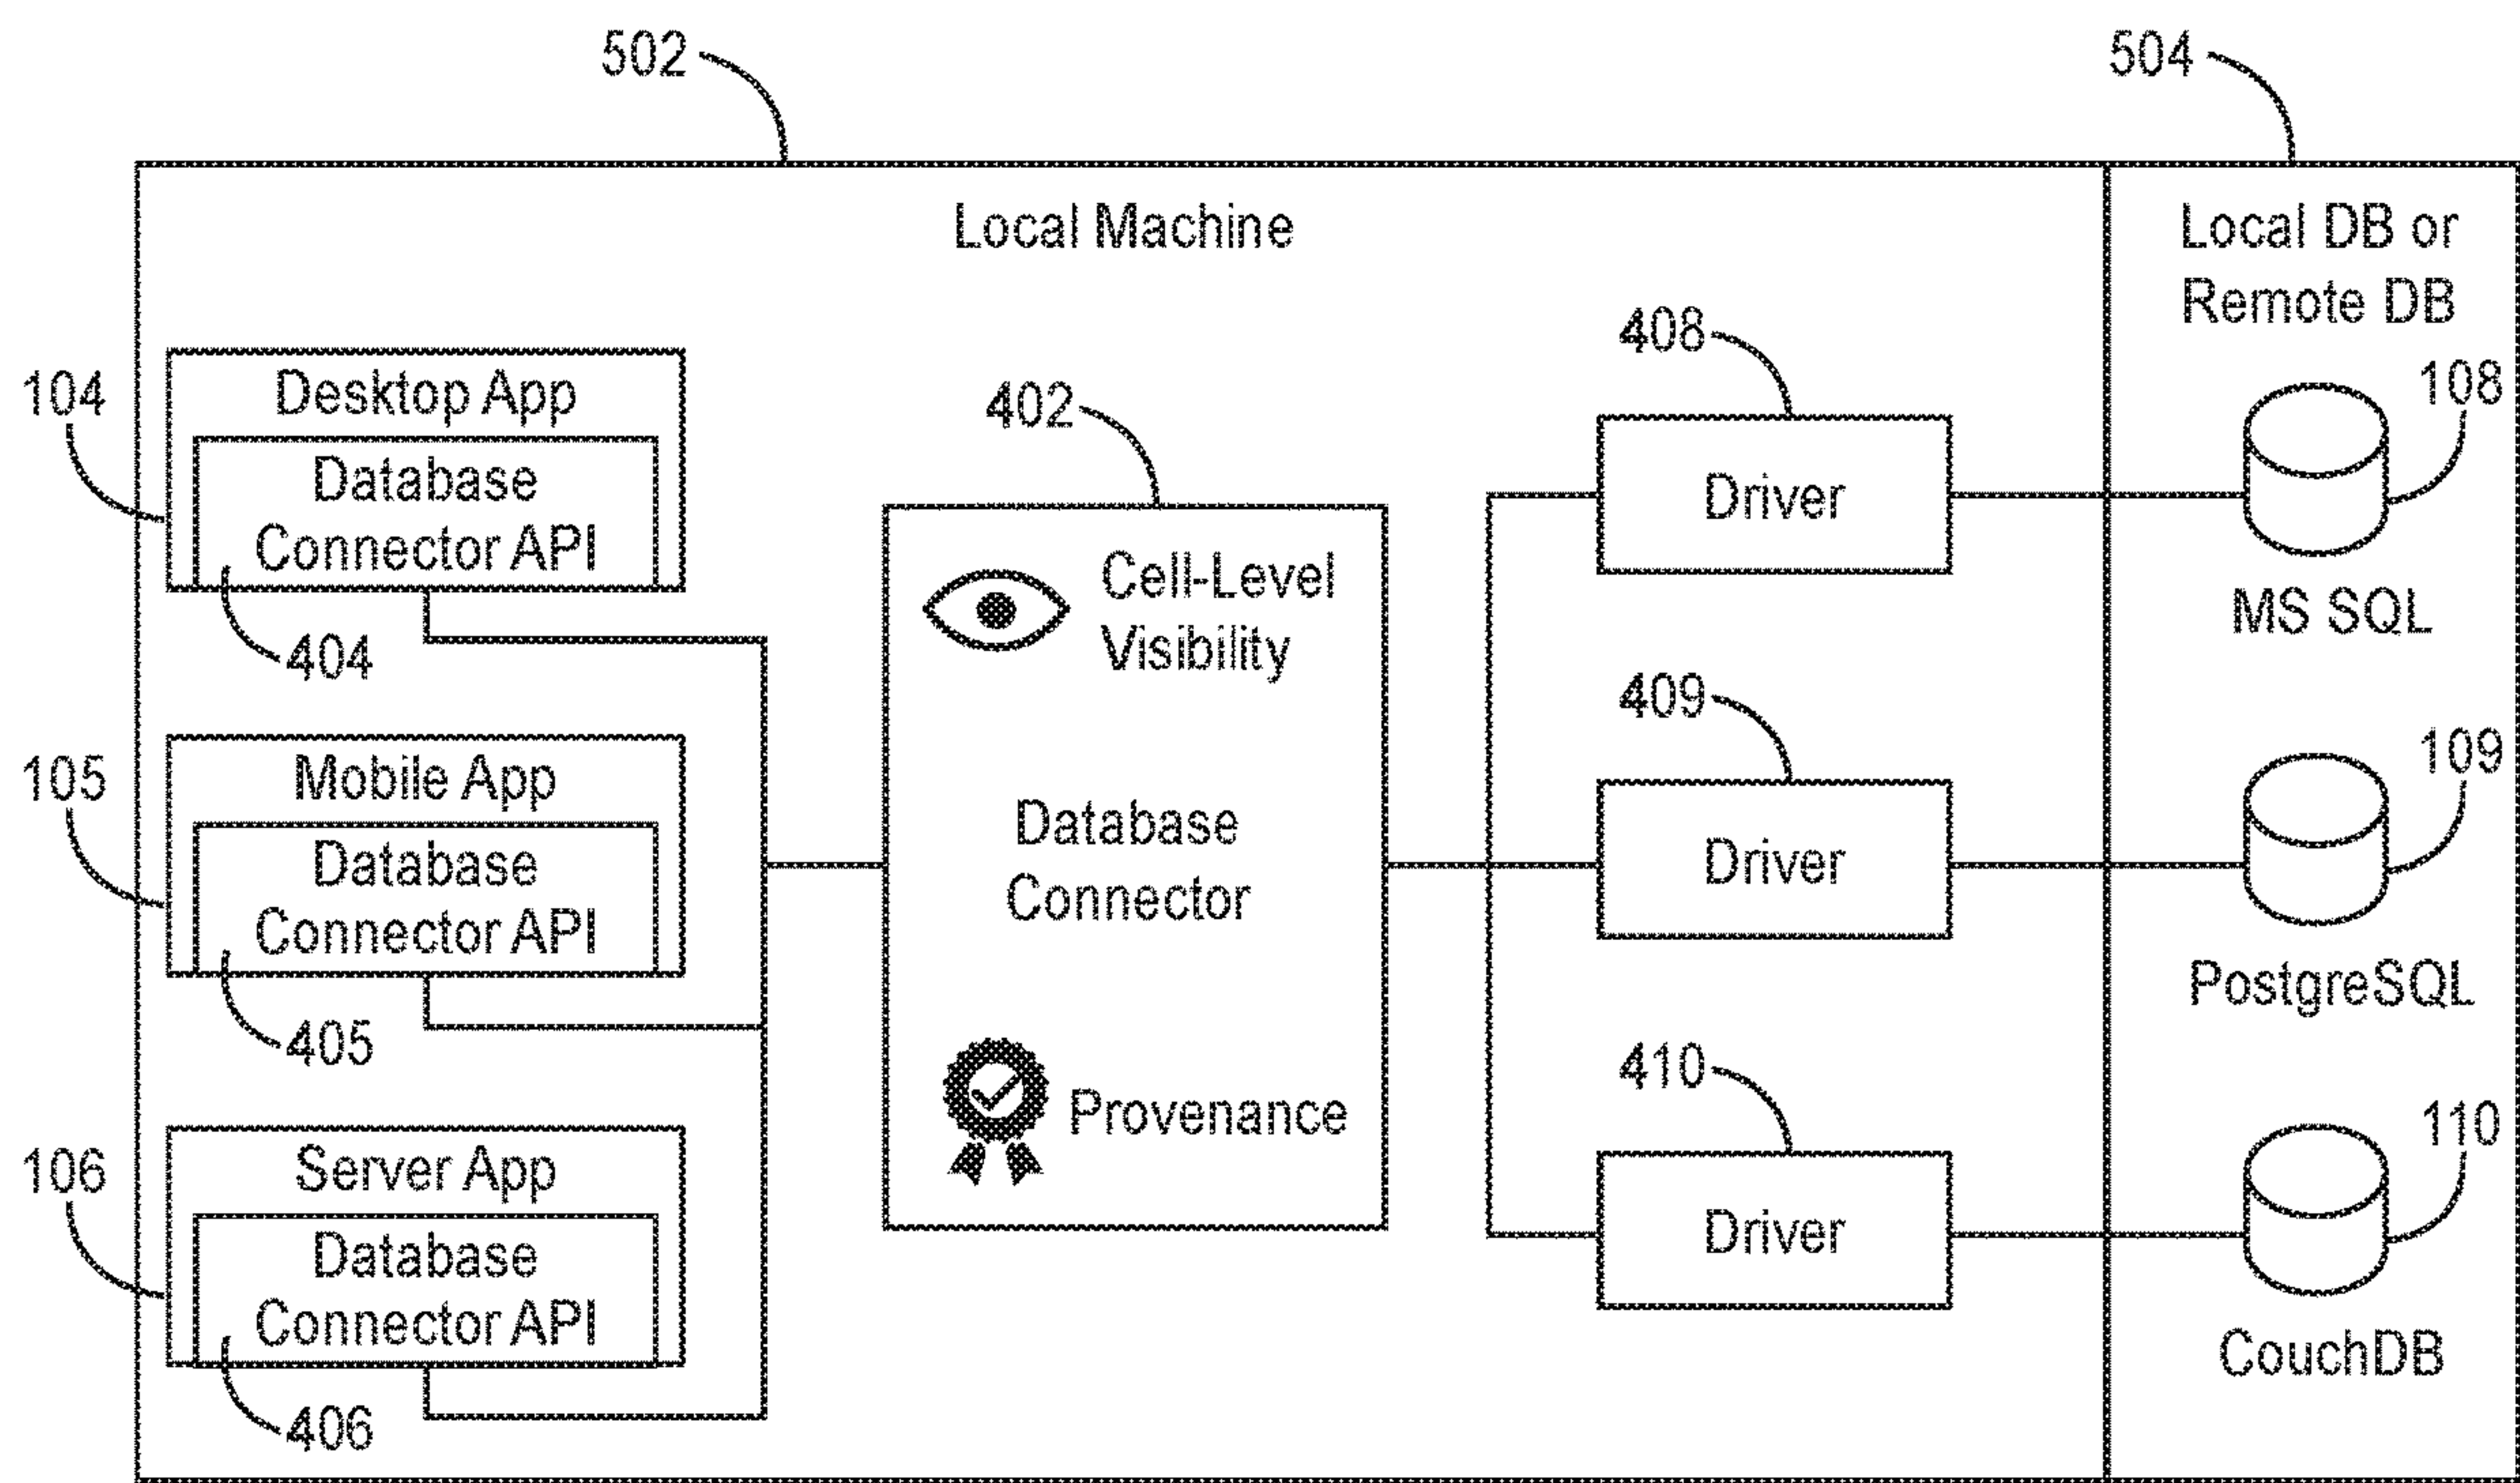 502
504
Local Machine
Local DB or
Remote DB
104
Desktop App
Database
Connector API
404
105
Mobile App
Database
Connector API
405
106
Server App
Database
Connector API
406
402
Cell-Level
Visibility
Database
Connector
Provenance
408
Driver
409
Driver
410
Driver
108
MS SQL
109
PostgreSQL
110
CouchDB